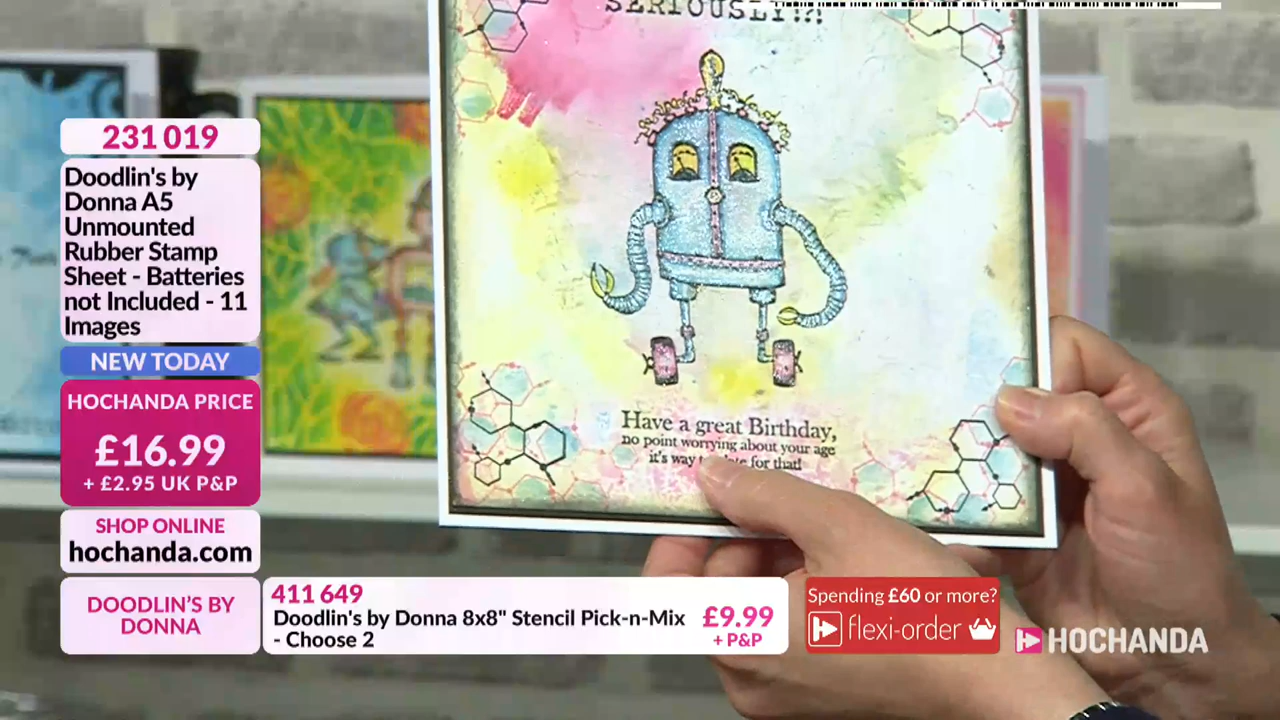 SERIOUSLY!?!
231 019
Doodlin's by
Donna A5
Unmounted
Rubber Stamp
Sheet - Batteries
not Included - 11
Images
NEW TODAY
HOCHANDA PRICE
£16.99
+ £2.95 UK P&P
SHOP ONLINE
hochanda.com
DOODLIN'S BY
DONNA
Have a great Birthday,
no point worrying about your age
it's way for that!
411 649
Doodlin's by Donna 8x8" Stencil Pick-n-Mix
- Choose 2
£9.99
+ P&P
Spending £60 or more?
flexi-order
HOCHANDA